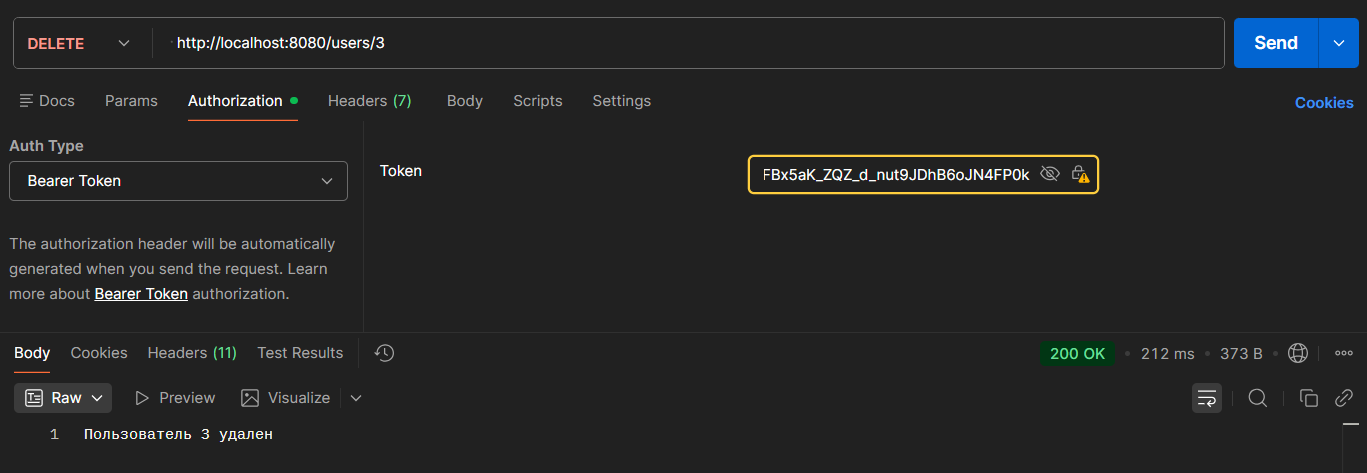 DELETE http://localhost:8080/users/3 Send
Docs Params Authorization Headers (7) Body Scripts Settings Cookies
Auth Type
Bearer Token
Token FBx5aK_ZQZ_d_nut9JDhB6oJN4FP0k
The authorization header will be automatically
generated when you send the request. Learn
more about Bearer Token authorization.
Body Cookies Headers (11) Test Results 200 OK • 212 ms • 373 B
Raw Preview Visualize
1 Пользователь 3 удален